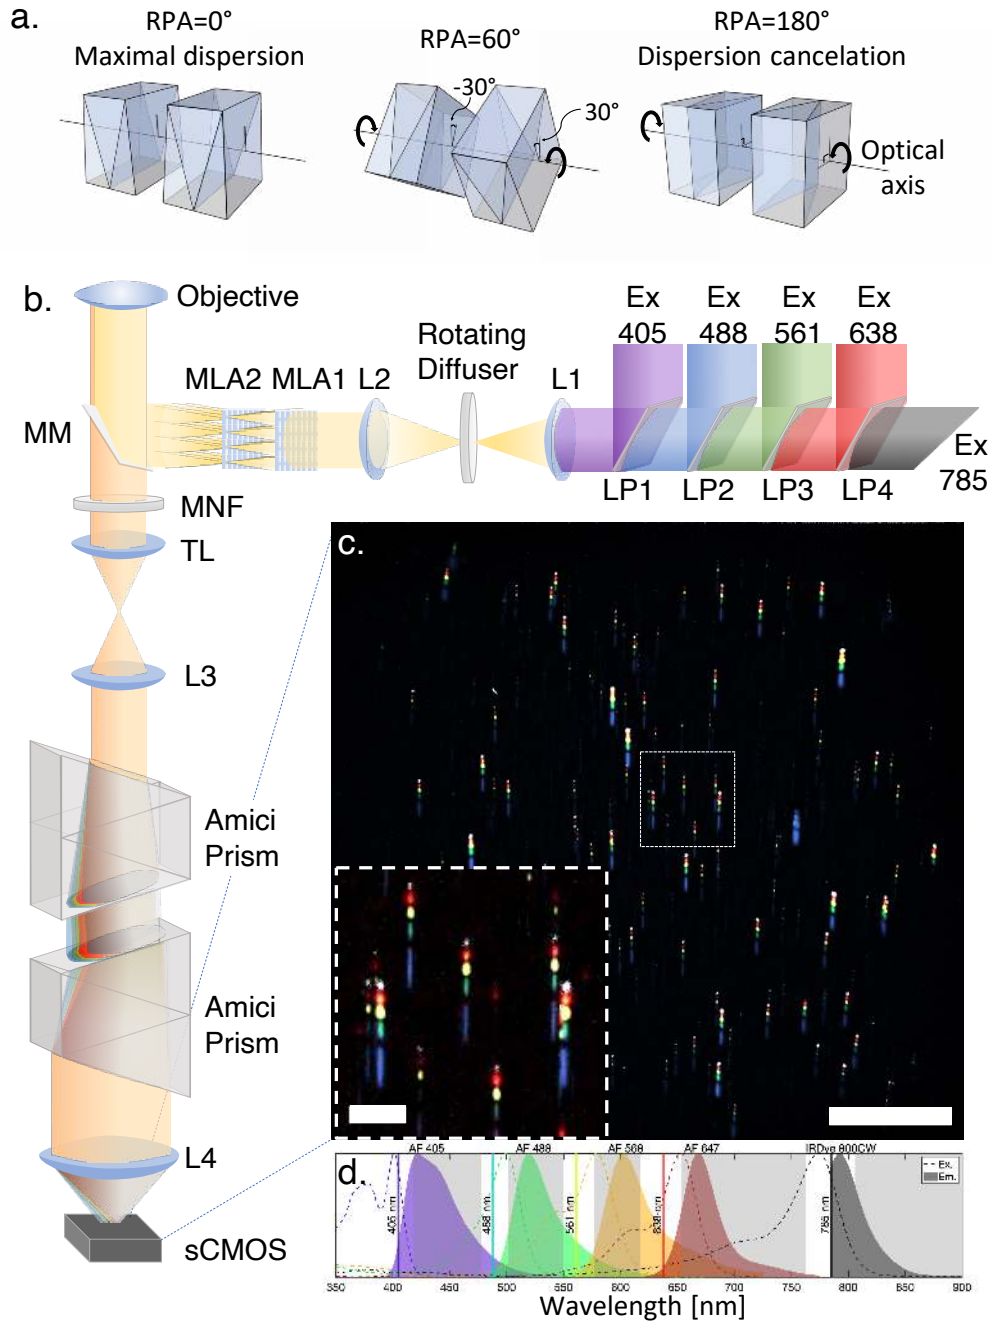 a.
RPA=0°
Maximal dispersion
RPA=60°
-30°
30°
RPA=180°
Dispersion cancelation
Optical
axis
b.
Objective
MLA2
MLA1
L2
Rotating
Diffuser
L1
Ex
405
Ex
488
Ex
561
Ex
638
MM
LP1
LP2
LP3
LP4
Ex
785
MNF
TL
L3
Amici
Prism
Amici
Prism
L4
sCMOS
c.
d.
AF 405
AF 488
AF 568
AF 647
IRDye 800CW
405 nm
488 nm
561 nm
638 nm
785 nm
Ex.
Em.
350
400
450
500
550
600
650
700
750
800
850
900
Wavelength [nm]